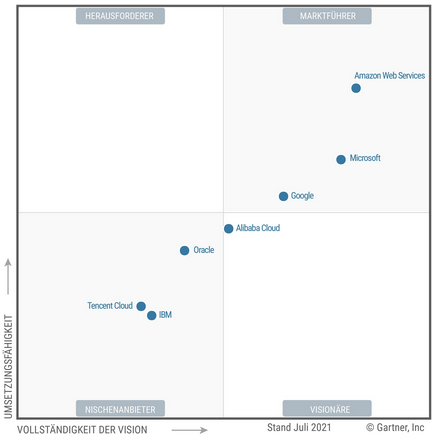 HERAUSFORDERER
MARKTFÜHRER
Amazon Web Services
Microsoft
Google
Alibaba Cloud
Oracle
Tencent Cloud
IBM
NISCHENANBIETER
VISIONÄRE
UMSETZUNGSFÄHIGKEIT
VOLLSTÄNDIGKEIT DER VISION
Stand Juli 2021
© Gartner, Inc